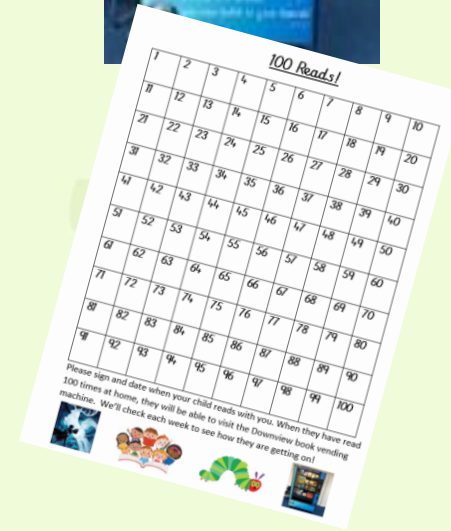 100 Reads!
1 2 3 4 5 6 7 8 9 10
11 12 13 14 15 16 17 18 19 20
21 22 23 24 25 26 27 28 29 30
31 32 33 34 35 36 37 38 39 40
41 42 43 44 45 46 47 48 49 50
51 52 53 54 55 56 57 58 59 60
61 62 63 64 65 66 67 68 69 70
71 72 73 74 75 76 77 78 79 80
81 82 83 84 85 86 87 88 89 90
91 92 93 94 95 96 97 98 99 100
Please sign and date when your child reads with you. When they have read
100 times at home, they will be able to visit the Downview book vending
machine. We'll check each week to see how they are getting on!